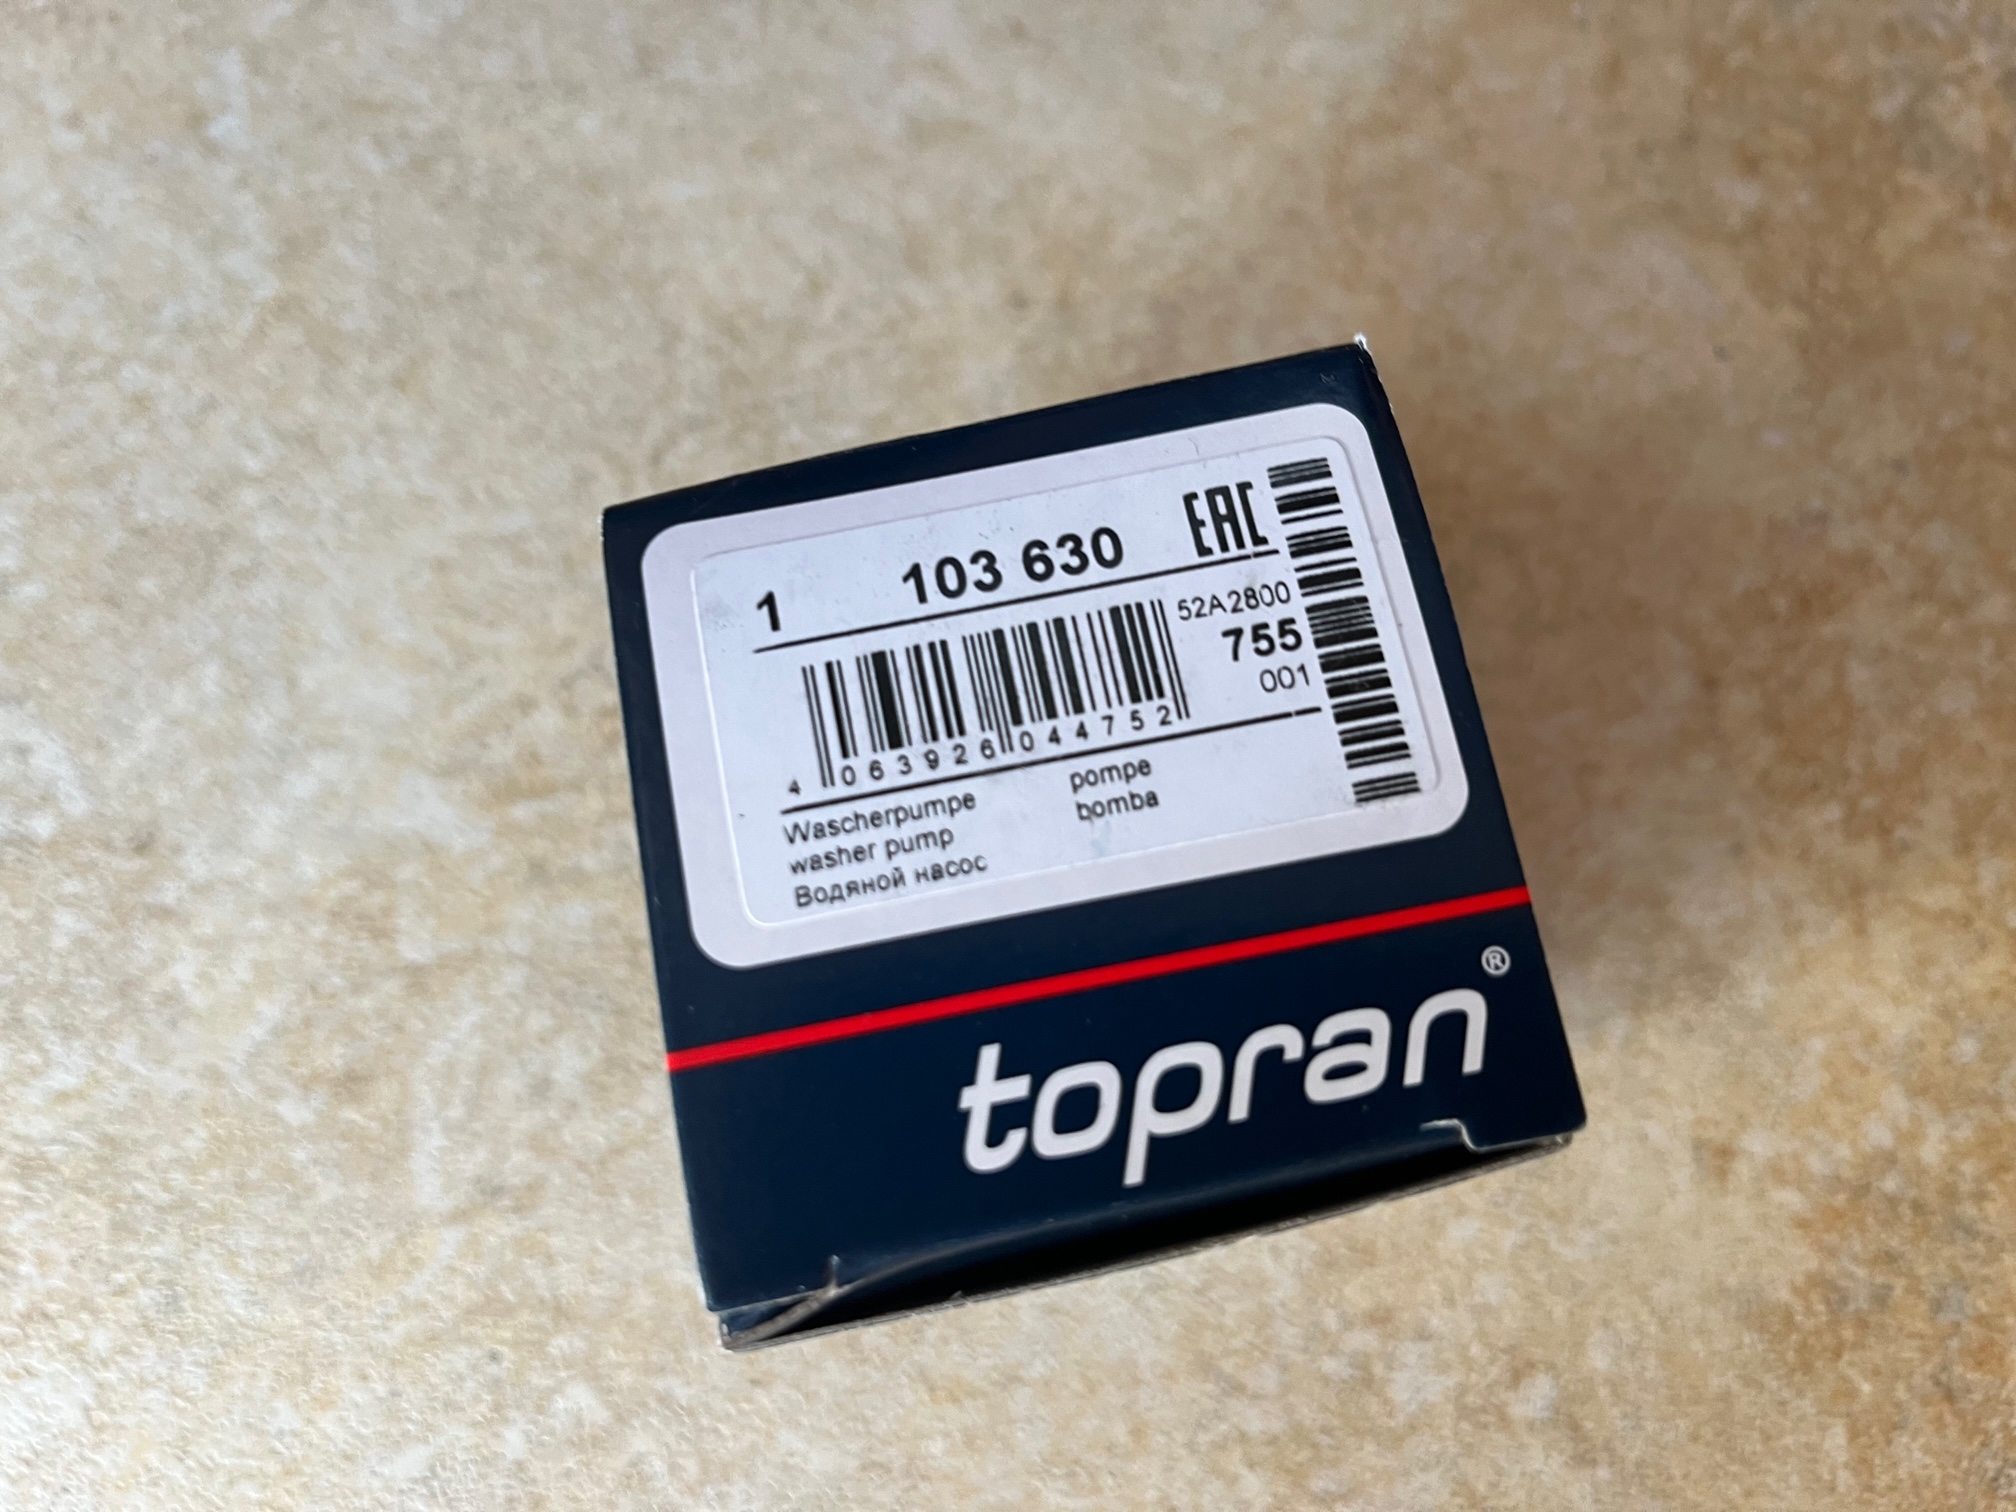 1 103 630 EAC
52A2800
755
001
4 063926 044752
Wascherpumpe pompe
washer pump bomba
Водяной насос
topran®